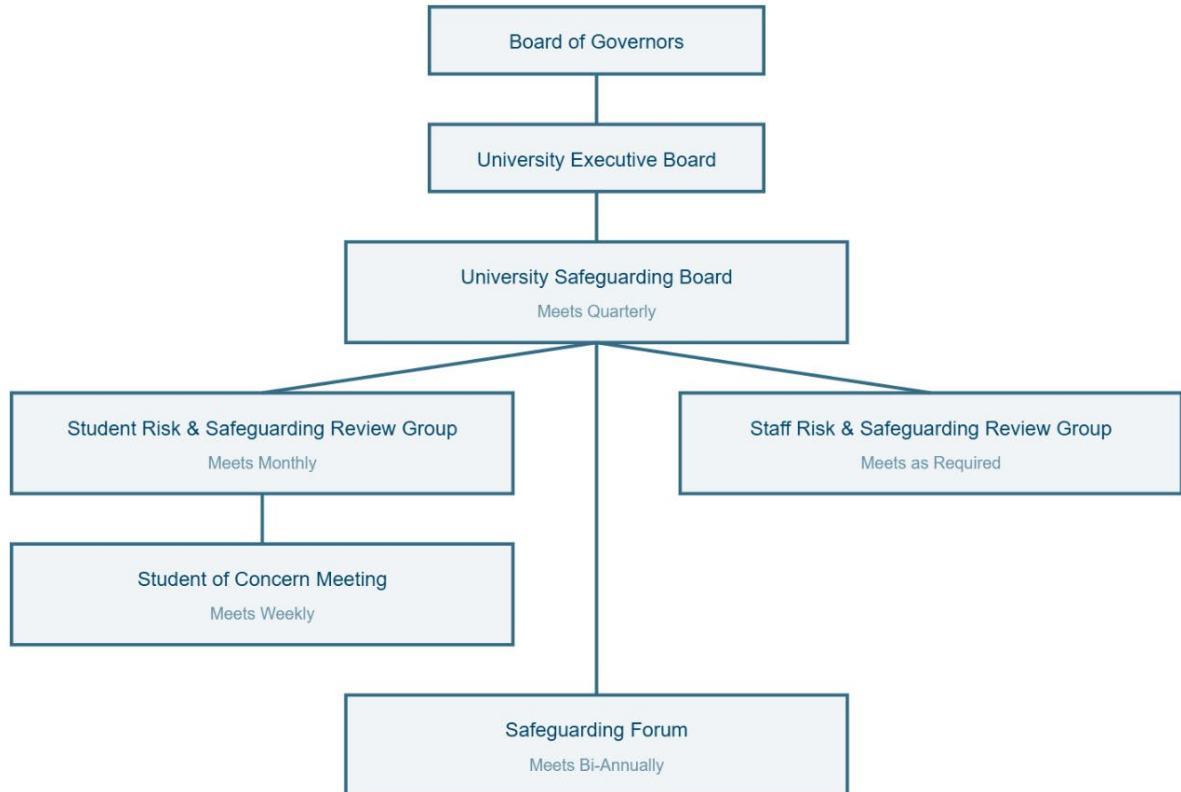 Board of Governors
University Executive Board
University Safeguarding Board
Meets Quarterly
Student Risk & Safeguarding Review Group
Meets Monthly
Staff Risk & Safeguarding Review Group
Meets as Required
Student of Concern Meeting
Meets Weekly
Safeguarding Forum
Meets Bi-Annually